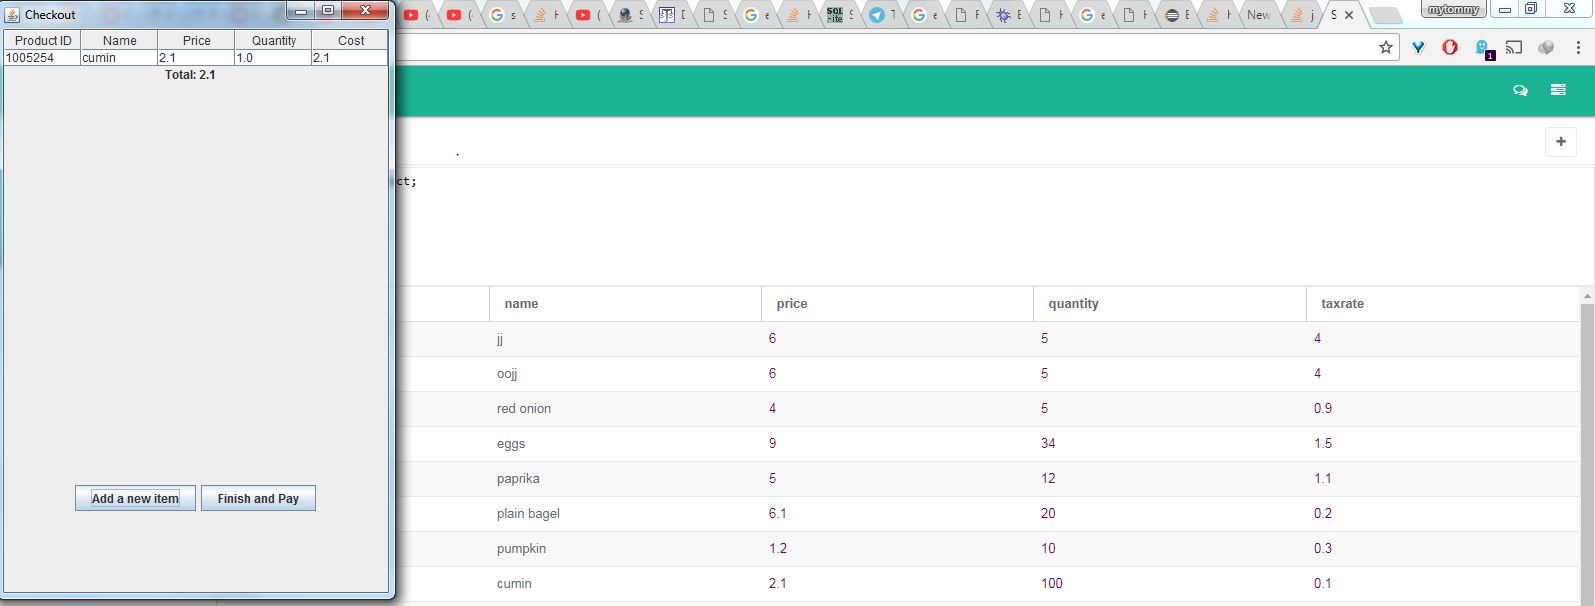 Checkout
Product ID Name Price Quantity Cost
1005254 cumin 2.1 1.0 2.1
Total: 2.1
Add a new item Finish and Pay
New
mytommy
1
ct;
name price quantity taxrate
jj 6 5 4
oojj 6 5 4
red onion 4 5 0.9
eggs 9 34 1.5
paprika 5 12 1.1
plain bagel 6.1 20 0.2
pumpkin 1.2 10 0.3
cumin 2.1 100 0.1